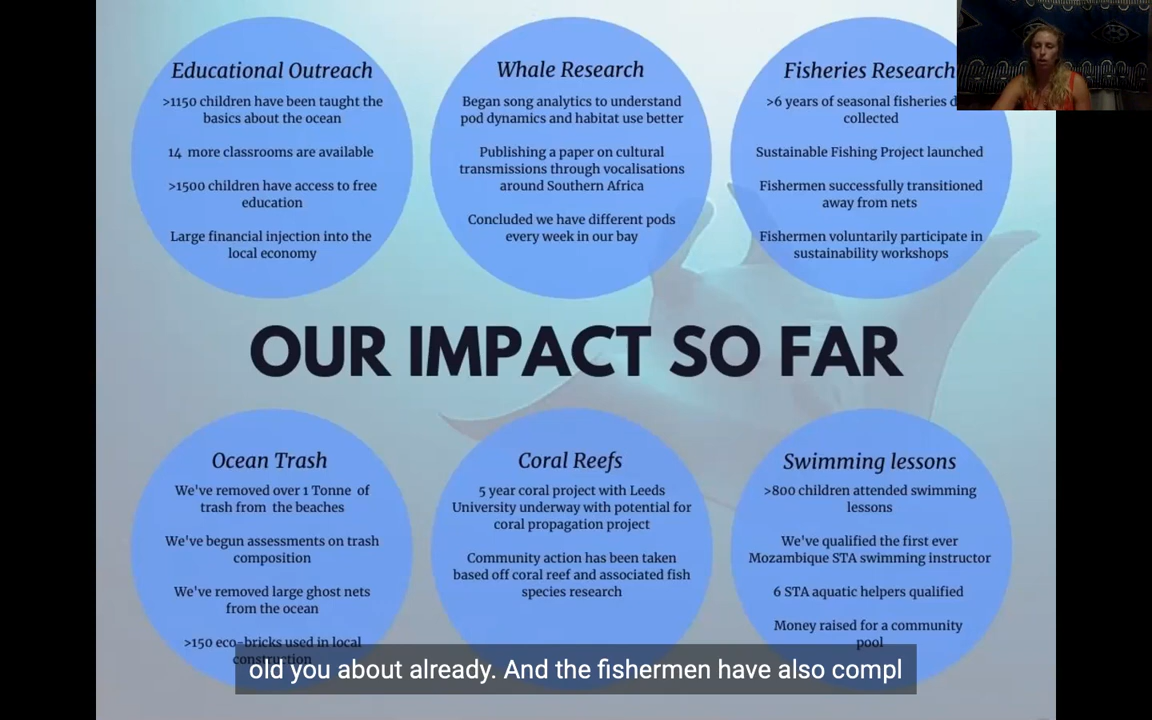 Educational Outreach
>1150 children have been taught the
basics about the ocean
14 more classrooms are available
>1500 children have access to free
education
Large financial injection into the
local economy
Whale Research
Began song analytics to understand
pod dynamics and habitat use better
Publishing a paper on cultural
transmissions through vocalisations
around Southern Africa
Concluded we have different pods
every week in our bay
Fisheries Research
>6 years of seasonal fisheries d
collected
Sustainable Fishing Project launched
Fishermen successfully transitioned
away from nets
Fishermen voluntarily participate in
sustainability workshops
OUR IMPACT SO FAR
Ocean Trash
We've removed over 1 Tonne of
trash from the beaches
We've begun assessments on trash
composition
We've removed large ghost nets
from the ocean
>150 eco-bricks used in local
construction
Coral Reefs
5 year coral project with Leeds
University underway with potential for
coral propagation project
Community action has been taken
based off coral reef and associated fish
species research
Swimming lessons
>800 children attended swimming
lessons
We've qualified the first ever
Mozambique STA swimming instructor
6 STA aquatic helpers qualified
Money raised for a community
pool
old you about already. And the fishermen have also compl